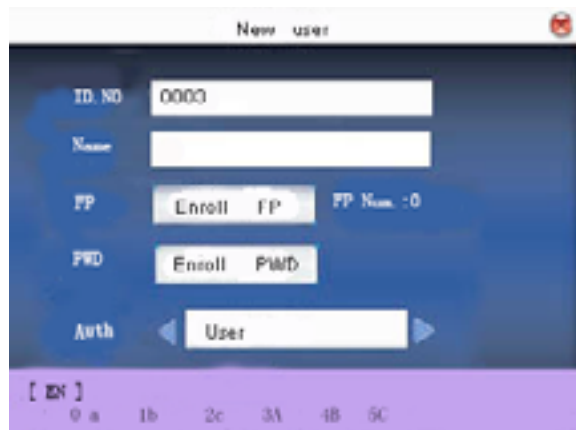 New user
ID.NO 0003
Name
FP Enroll FP FP Num. :0
PWD Enroll PWD
Auth User
[ EN ]
0 a 1b 2c 3A 4B 5C